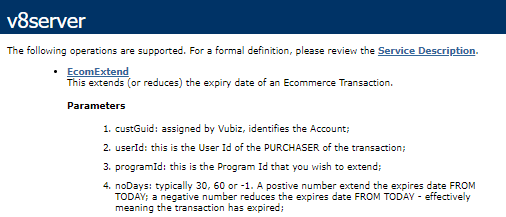 v8server
The following operations are supported. For a formal definition, please review the Service Description.
• EcomExtend
This extends (or reduces) the expiry date of an Ecommerce Transaction.
Parameters
1. custGuid: assigned by Vubiz, identifies the Account;
2. userId: this is the User Id of the PURCHASER of the transaction;
3. programId: this is the Program Id that you wish to extend;
4. noDays: typically 30, 60 or -1. A postive number extend the expires date FROM
TODAY; a negative number reduces the expires date FROM TODAY - effectively
meaning the transaction has expired;